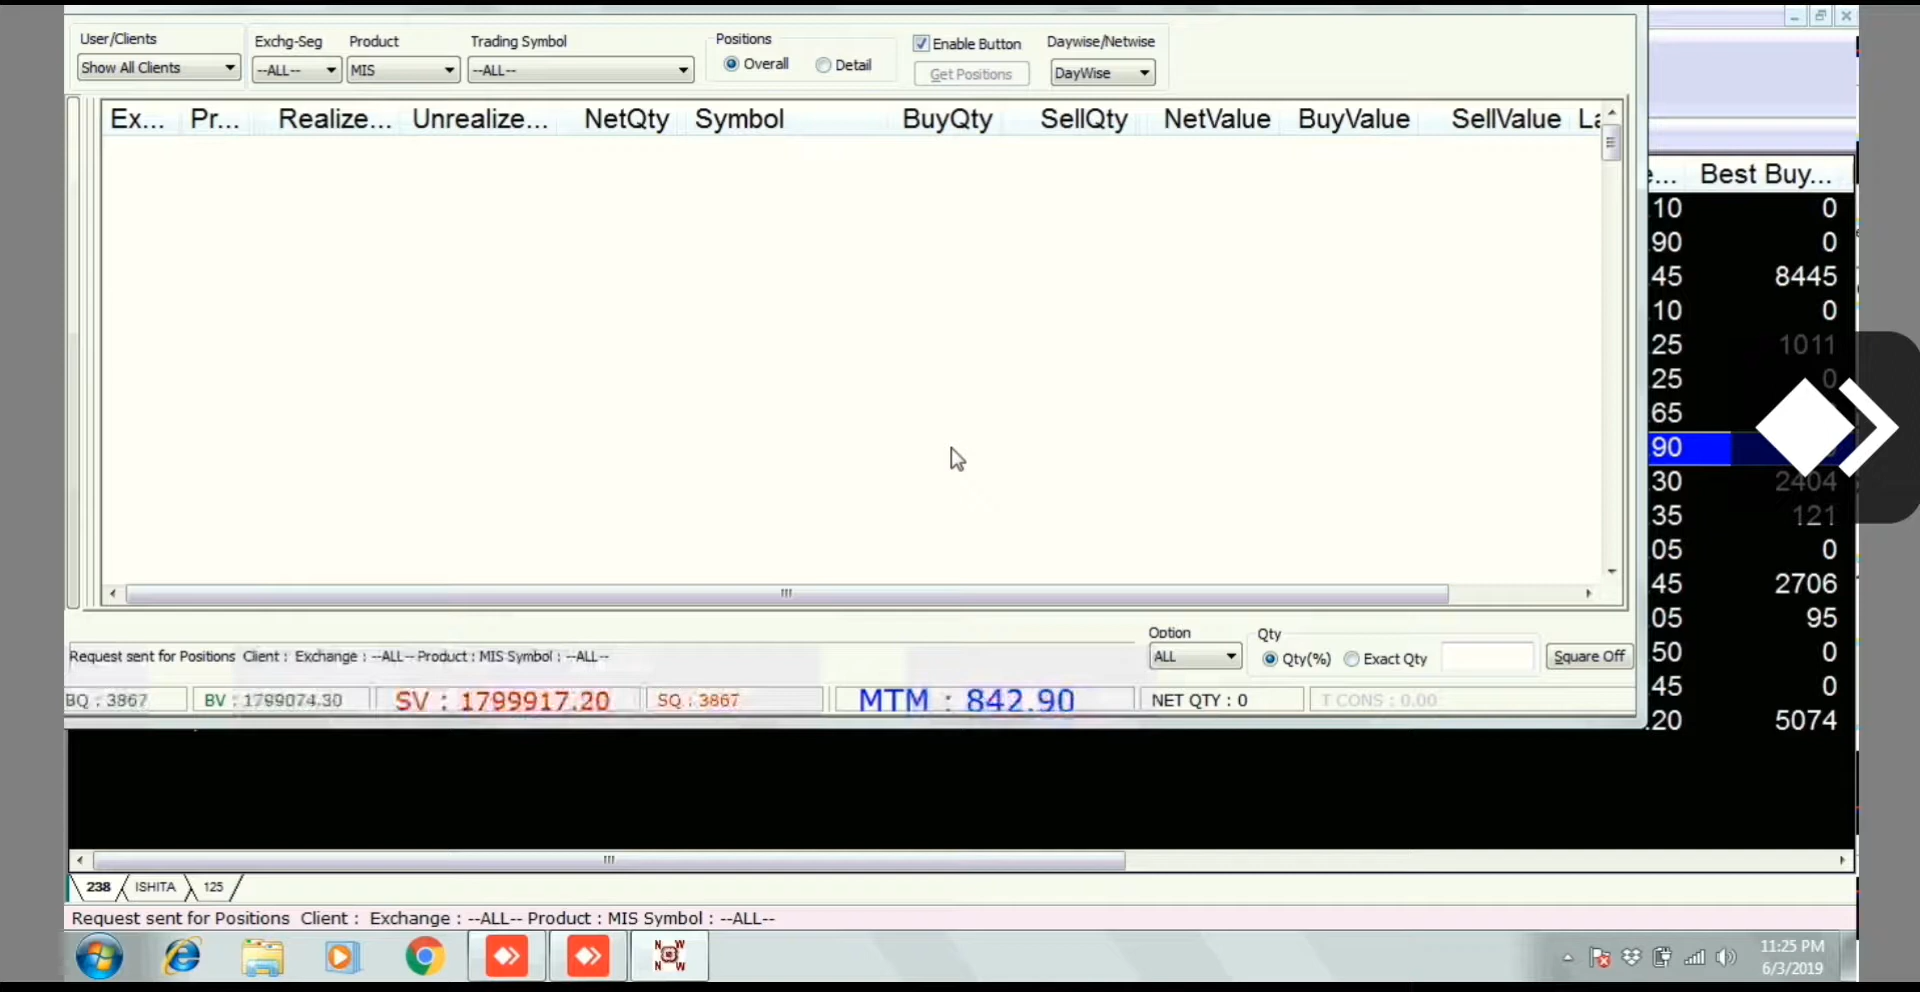 User/Clients Exchg-Seg Product Trading Symbol Positions Enable Button Daywise/Netwise
Show All Clients --ALL-- MIS --ALL-- Overall Detail Get Positions DayWise
Ex... Pr... Realize... Unrealize... NetQty Symbol BuyQty SellQty NetValue BuyValue SellValue
Best Buy...
10 0
90 0
45 8445
10 0
25 1011
25 0
65
90
30 2404
35 121
05 0
45 2706
05 95
50 0
45 0
.20 5074
Option Qty
Request sent for Positions Client : Exchange : --ALL-- Product : MIS Symbol : --ALL-- ALL Qty(%) Exact Qty Square Off
BQ : 3867 BV : 1799074.30 SV : 1799917.20 SQ : 3867 MTM : 842.90 NET QTY : 0 T CONS : 0.00
238 ISHITA 125
Request sent for Positions Client : Exchange : --ALL-- Product : MIS Symbol : --ALL--
N W
N W
11:25 PM
6/3/2019